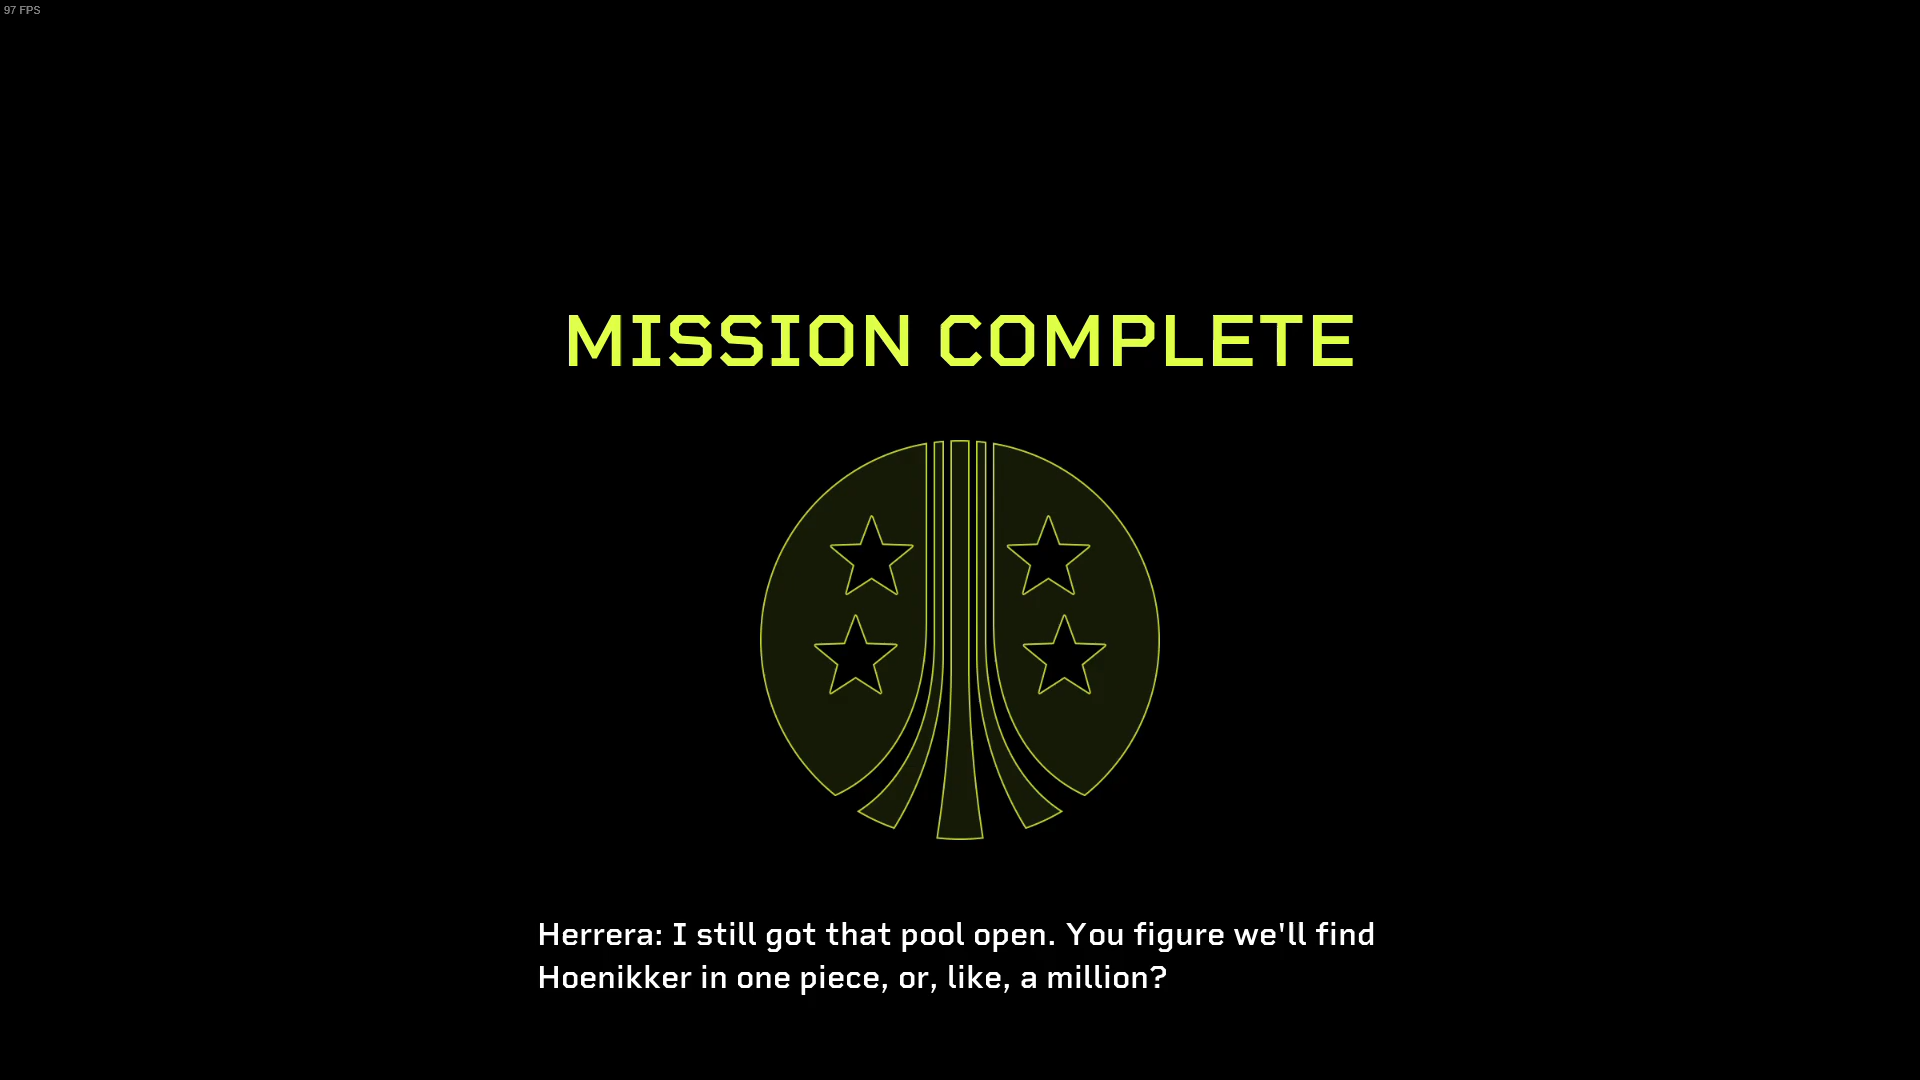 97 FPS
MISSION COMPLETE
Herrera: I still got that pool open. You figure we'll find
Hoenikker in one piece, or, like, a million?